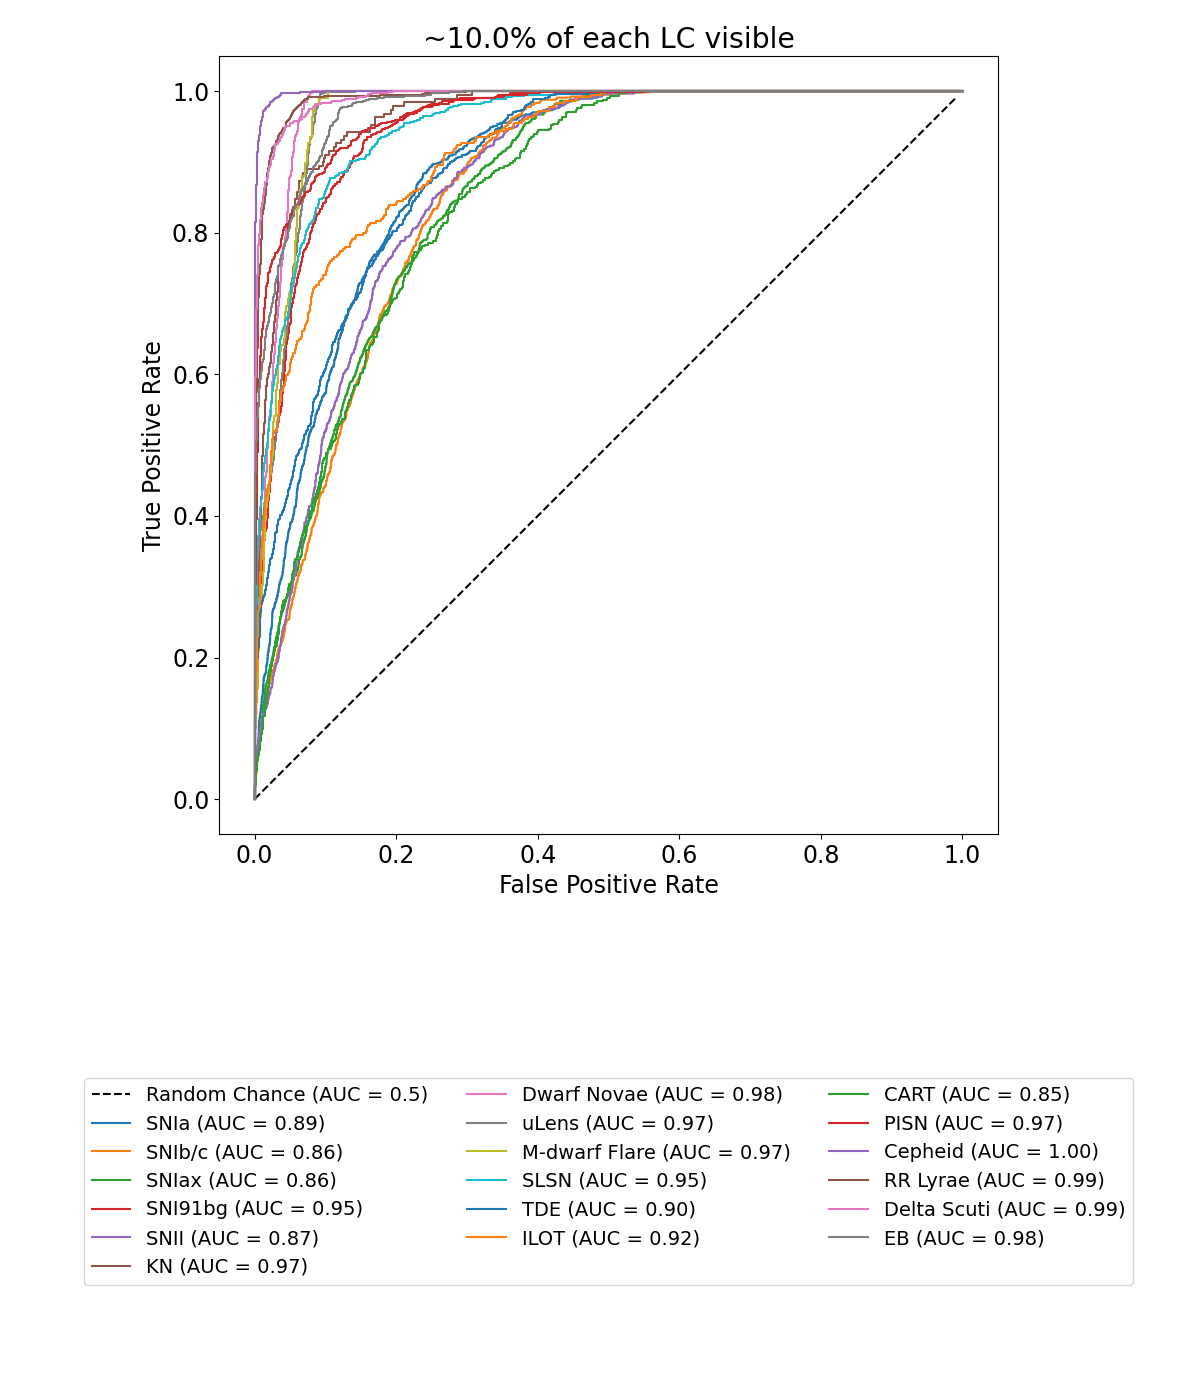 ~10.0% of each LC visible
1.0
0.8
0.6
0.4
0.2
0.0
True Positive Rate
0.0 0.2 0.4 0.6 0.8 1.0
False Positive Rate
Random Chance (AUC = 0.5)
SNIa (AUC = 0.89)
SNIb/c (AUC = 0.86)
SNIax (AUC = 0.86)
SNI91bg (AUC = 0.95)
SNII (AUC = 0.87)
KN (AUC = 0.97)
Dwarf Novae (AUC = 0.98)
uLens (AUC = 0.97)
M-dwarf Flare (AUC = 0.97)
SLSN (AUC = 0.95)
TDE (AUC = 0.90)
ILOT (AUC = 0.92)
CART (AUC = 0.85)
PISN (AUC = 0.97)
Cepheid (AUC = 1.00)
RR Lyrae (AUC = 0.99)
Delta Scuti (AUC = 0.99)
EB (AUC = 0.98)